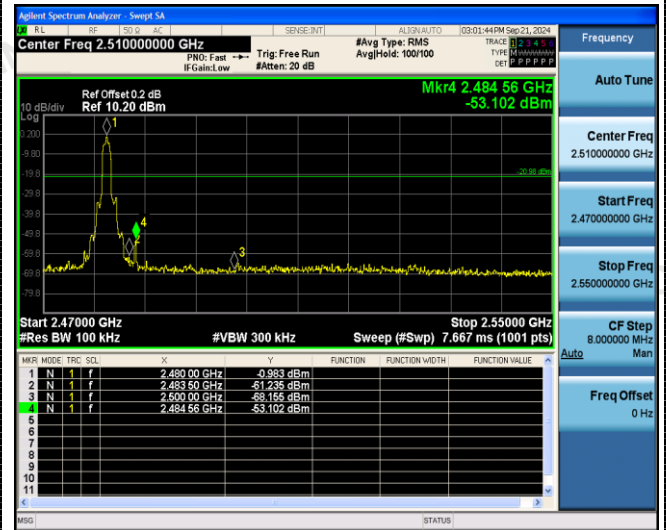 Agilent Spectrum Analyzer - Swept SA
RL RF 50 Ω AC SENSE:INT ALIGN AUTO 03:01:44 PM Sep 21, 2024
Center Freq 2.510000000 GHz
PNO: Fast
IFGain:Low
Trig: Free Run
#Atten: 20 dB
#Avg Type: RMS
Avg|Hold: 100/100
TRACE 1 2 3 4 5 6
TYPE M
DET P P P P P P
Frequency
Ref Offset 0.2 dB
10 dB/div Ref 10.20 dBm
Log
Mkr4 2.484 56 GHz
-53.102 dBm
Auto Tune
0.200
-9.80
-19.8
-29.8
-39.8
-49.8
-59.8
-69.8
-79.8
-20.98 dBm
1
2
3
4
Center Freq
2.510000000 GHz
Start Freq
2.470000000 GHz
Stop Freq
2.550000000 GHz
Start 2.47000 GHz Stop 2.55000 GHz
#Res BW 100 kHz #VBW 300 kHz Sweep (#Swp) 7.667 ms (1001 pts)
CF Step
8.000000 MHz
Auto Man
MKR MODE TRC SCL X Y FUNCTION FUNCTION WIDTH FUNCTION VALUE
1 N 1 f 2.480 00 GHz -0.983 dBm
2 N 1 f 2.483 50 GHz -61.235 dBm
3 N 1 f 2.500 00 GHz -68.155 dBm
4 N 1 f 2.484 56 GHz -53.102 dBm
5
6
7
8
9
10
11
Freq Offset
0 Hz
MSG STATUS